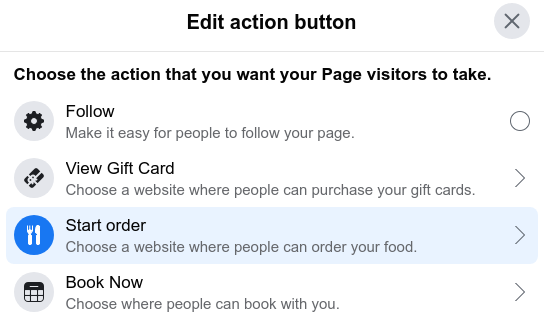 Edit action button
Choose the action that you want your Page visitors to take.
Follow
Make it easy for people to follow your page.
View Gift Card
Choose a website where people can purchase your gift cards.
Start order
Choose a website where people can order your food.
Book Now
Choose where people can book with you.